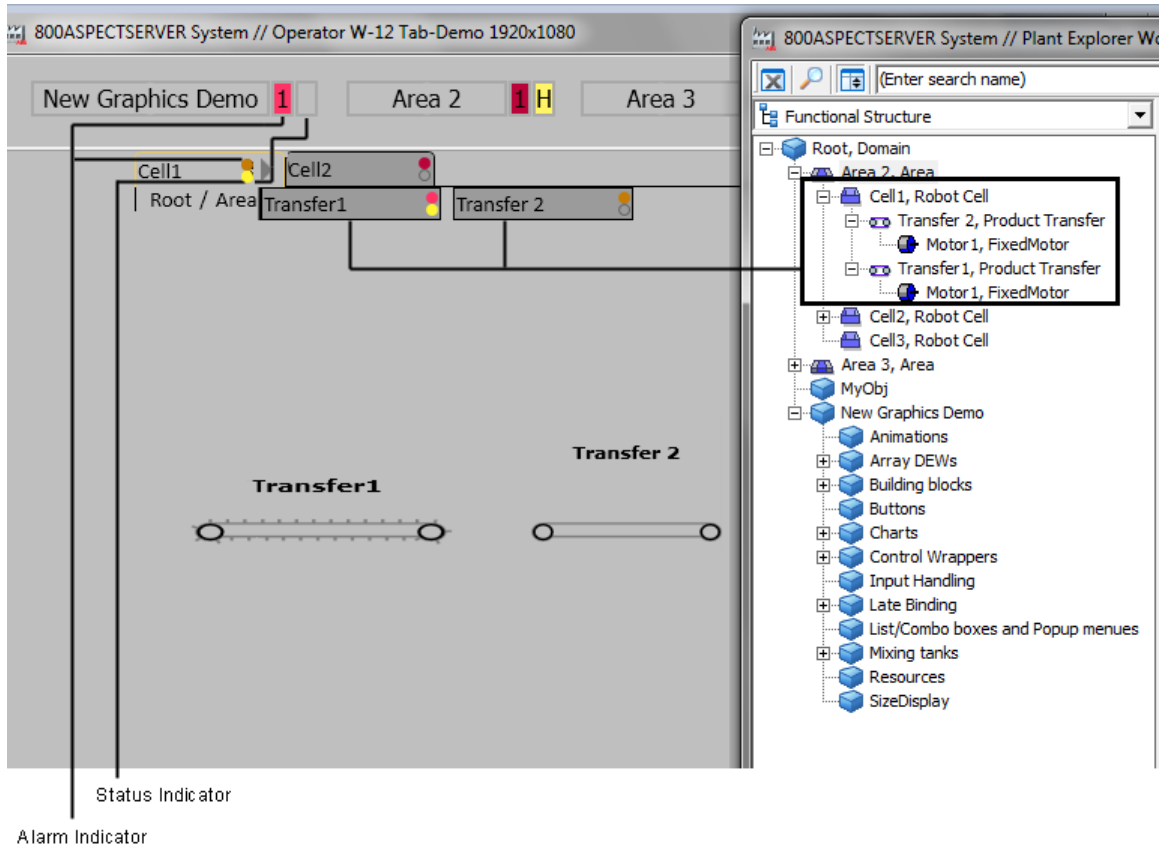 800ASPECTSERVER System // Operator W-12 Tab-Demo 1920x1080
New Graphics Demo 1
Area 2 1 H
Area 3
Cell1
Cell2
Root / Area
Transfer1
Transfer 2
Transfer1
Transfer 2
Status Indicator
Alarm Indicator
800ASPECTSERVER System // Plant Explorer Wo
(Enter search name)
Functional Structure
Root, Domain
Area 2, Area
Cell1, Robot Cell
Transfer 2, Product Transfer
Motor1, FixedMotor
Transfer1, Product Transfer
Motor1, FixedMotor
Cell2, Robot Cell
Cell3, Robot Cell
Area 3, Area
MyObj
New Graphics Demo
Animations
Array DEWs
Building blocks
Buttons
Charts
Control Wrappers
Input Handling
Late Binding
List/Combo boxes and Popup menues
Mixing tanks
Resources
SizeDisplay